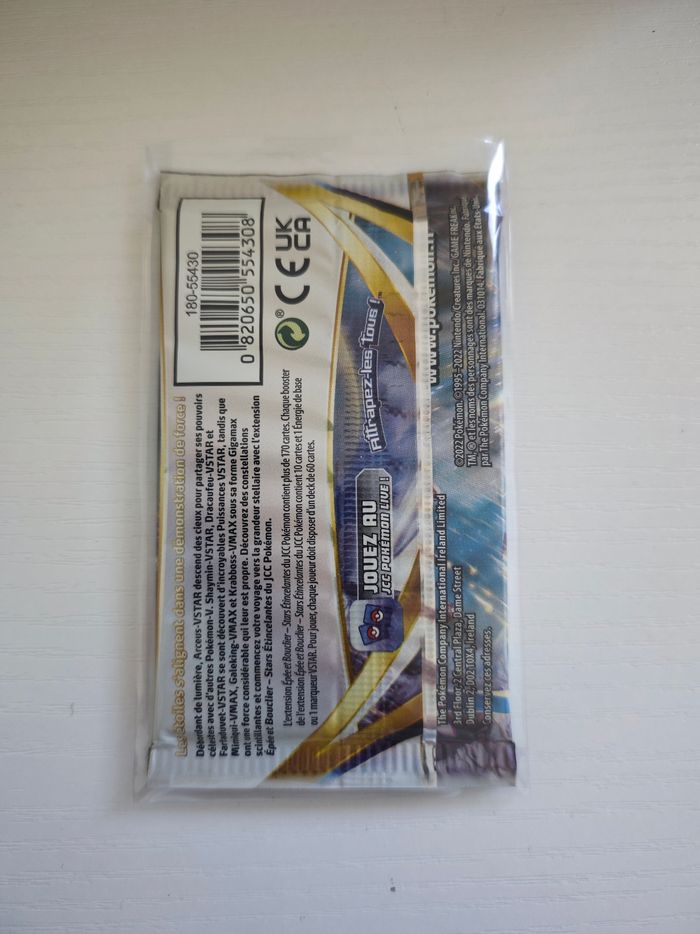 Les étoiles s'alignent dans une démonstration de force !
Débordant de lumière, Arceus-VSTAR descend des cieux pour partager ses pouvoirs
célestes avec d'autres Pokémon-V. Shaymin-VSTAR, Dracaufeu-VSTAR et
Farfaduvet-VSTAR se sont découvert d'incroyables Puissances VSTAR, tandis que
Mimiqui-VMAX, Galeking-VMAX et Krabboss-VMAX sous sa forme Gigamax
ont une force considérable qui leur est propre. Découvrez des constellations
scintillantes et commencez votre voyage vers la grandeur stellaire avec l'extension
Épée et Bouclier – Stars Étincelantes du JCC Pokémon.
180-55430
0 820650 554308
CE UK
CA
®
L'extension Épée et Bouclier – Stars Étincelantes du JCC Pokémon contient plus de 170 cartes. Chaque booster
de l'extension Épée et Bouclier – Stars Étincelantes du JCC Pokémon contient 10 cartes et 1 Énergie de base
ou 1 marqueur VSTAR. Pour jouer, chaque joueur doit disposer d'un deck de 60 cartes.
JOUEZ AU
JCC POKÉMON LIVE !
Attrapez-les tous !™
www.pokemon.fr
The Pokémon Company International Ireland Limited
3rd Floor, 2 Central Plaza, Dame Street
Dublin 2, D02 T0X4, Ireland
Conservez ces adresses.
©2022 Pokémon. ©1995–2022 Nintendo/Creatures Inc./GAME FREAK inc.
TM, ® et les noms des personnages sont des marques de Nintendo. Fabriqué
par The Pokémon Company International. 031014. Fabriqué aux États-Unis.